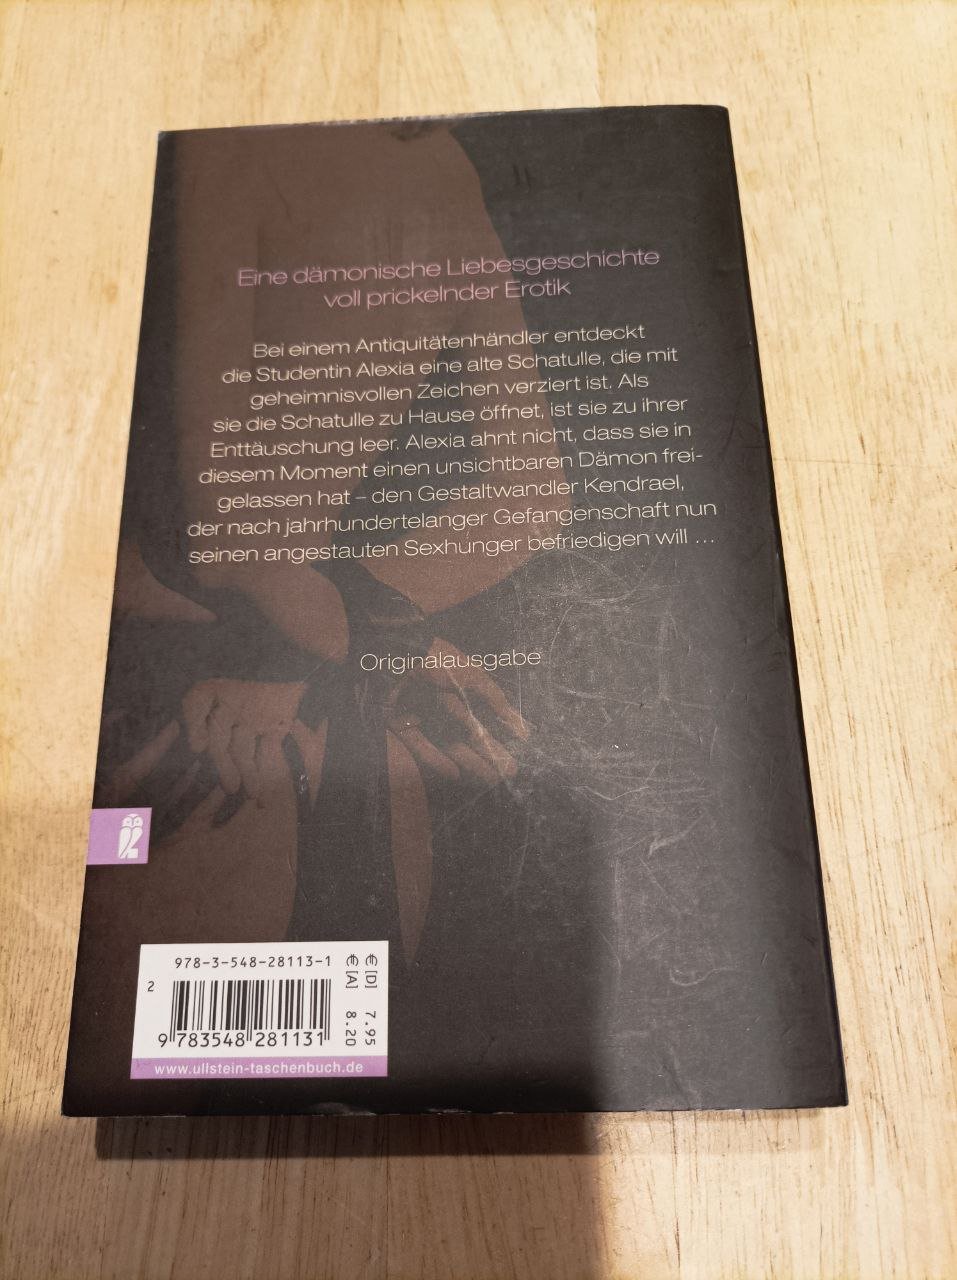 Eine dämonische Liebesgeschichte
voll prickelnder Erotik
Bei einem Antiquitätenhändler entdeckt
die Studentin Alexia eine alte Schatulle, die mit
geheimnisvollen Zeichen verziert ist. Als
sie die Schatulle zu Hause öffnet, ist sie zu ihrer
Enttäuschung leer. Alexia ahnt nicht, dass sie in
diesem Moment einen unsichtbaren Dämon frei-
gelassen hat – den Gestaltwandler Kendrael,
der nach jahrhundertelanger Gefangenschaft nun
seinen angestauten Sexhunger befriedigen will ...
Originalausgabe
978-3-548-28113-1
2
9 783548 281131
€ [D] 7.95
€ [A] 8.20
www.ullstein-taschenbuch.de